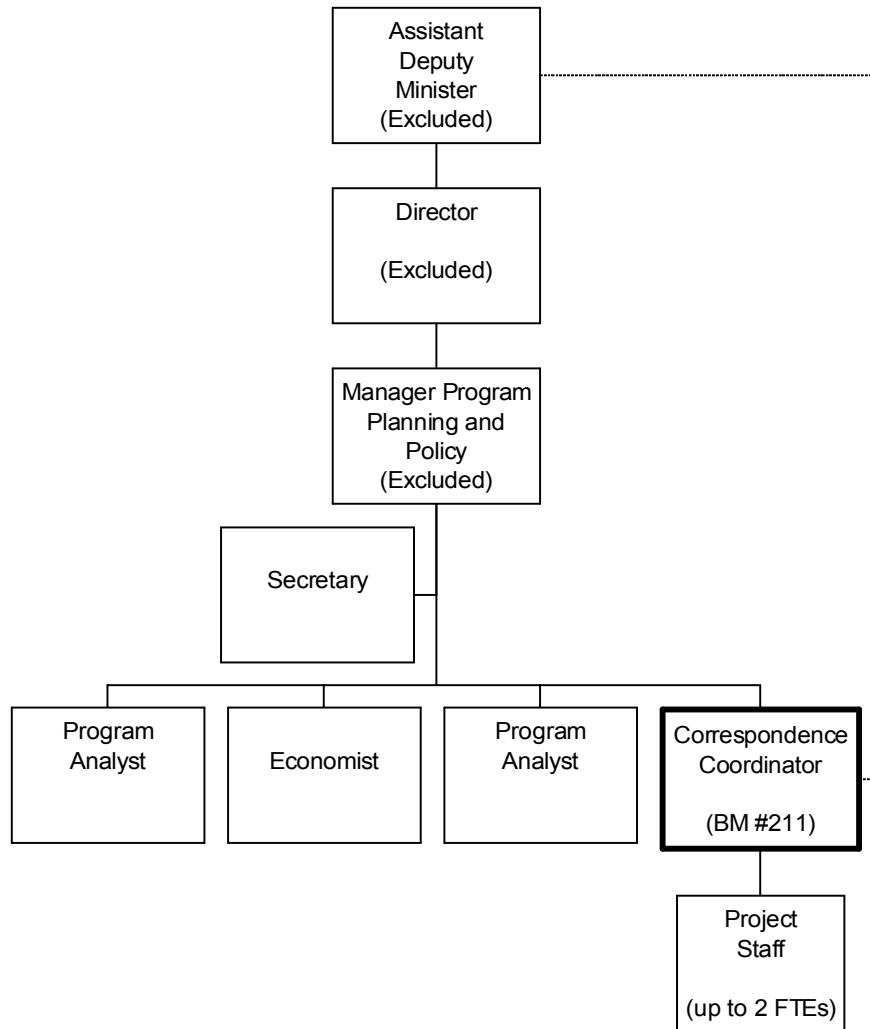 Assistant
Deputy
Minister
(Excluded)
Director
(Excluded)
Manager Program
Planning and
Policy
(Excluded)
Secretary
Program
Analyst
Economist
Program
Analyst
Correspondence
Coordinator
(BM #211)
Project
Staff
(up to 2 FTEs)